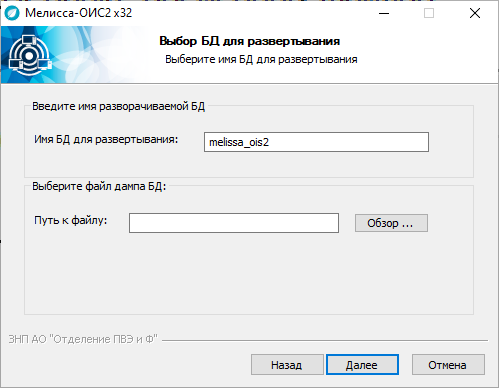 Мелисса-ОИС2 x32
Выбор БД для развертывания
Выберите имя БД для развертывания
Введите имя разворачиваемой БД
Имя БД для развертывания:
melissa_ois2
Выберите файл дампа БД:
Путь к файлу:
Обзор ...
ЗНП АО "Отделение ПВЭ и Ф"
Назад
Далее
Отмена